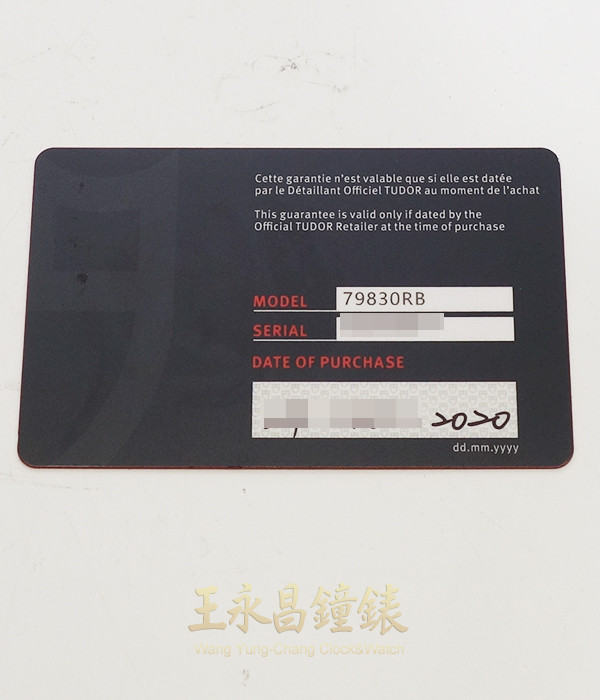 Cette garantie n'est valable que si elle est datée
par le Détaillant Officiel TUDOR au moment de l'achat
This guarantee is valid only if dated by the
Official TUDOR Retailer at the time of purchase
MODEL 79830RB
SERIAL
DATE OF PURCHASE
2020
dd.mm.yyyy
王永昌鐘錶
Wang Yung-Chang Clock&Watch